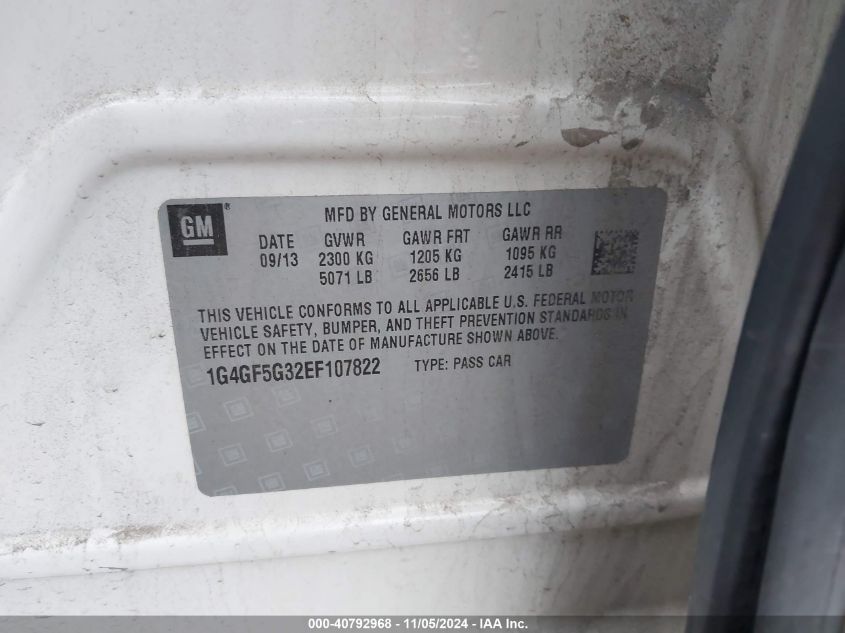 GM ®
MFD BY GENERAL MOTORS LLC
DATE GVWR GAWR FRT GAWR RR
09/13 2300 KG 1205 KG 1095 KG
5071 LB 2656 LB 2415 LB
THIS VEHICLE CONFORMS TO ALL APPLICABLE U.S. FEDERAL MOTOR
VEHICLE SAFETY, BUMPER, AND THEFT PREVENTION STANDARDS IN
EFFECT ON THE DATE OF MANUFACTURE SHOWN ABOVE.
1G4GF5G32EF107822 TYPE: PASS CAR
000-40792968 - 11/05/2024 - IAA Inc.